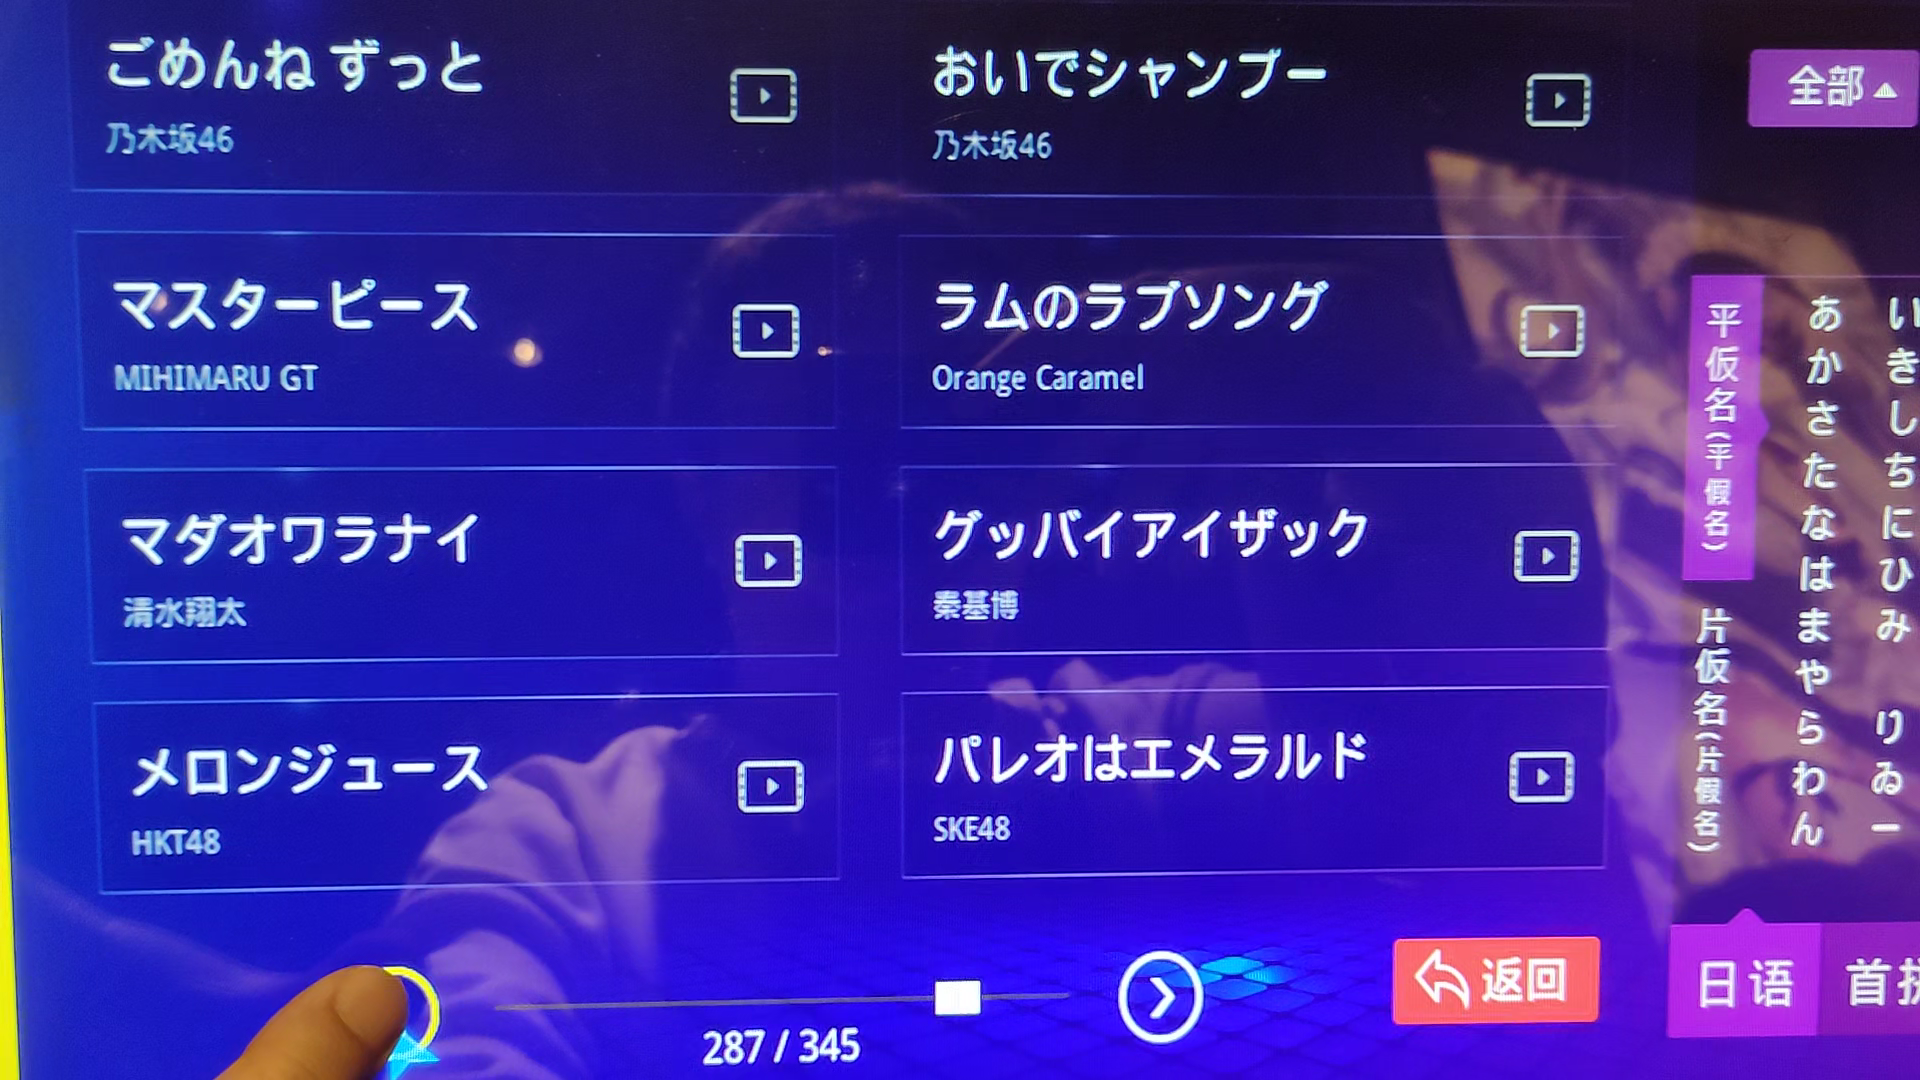 ごめんね ずっと
乃木坂46
おいでシャンプー
乃木坂46
マスターピース
MIHIMARU GT
ラムのラブソング
Orange Caramel
マダオワラナイ
清水翔太
グッバイアイザック
秦基博
メロンジュース
HKT48
パレオはエメラルド
SKE48
287 / 345
返回
全部
平仮名(平假名)
片仮名(片假名)
あかさたなはまやらわん
いきしちにひみ りゐー
日语
首拼